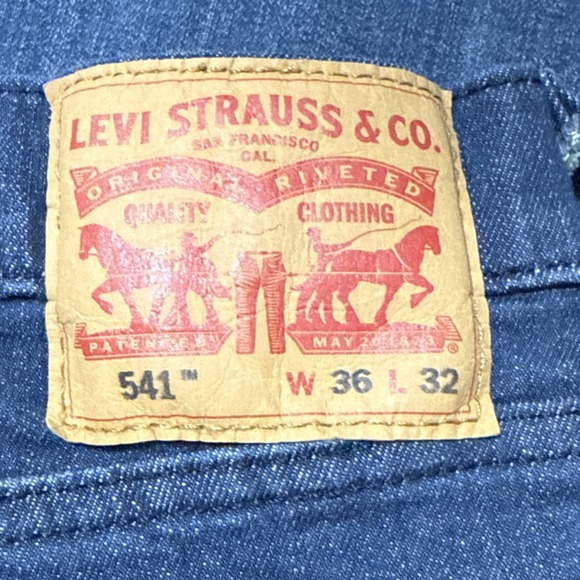 LEVI STRAUSS & CO.
SAN FRANCISCO
CAL.
ORIGINAL RIVETED
QUALITY CLOTHING
PATENTED MAY 20 1873 ®
541™ W 36 L 32